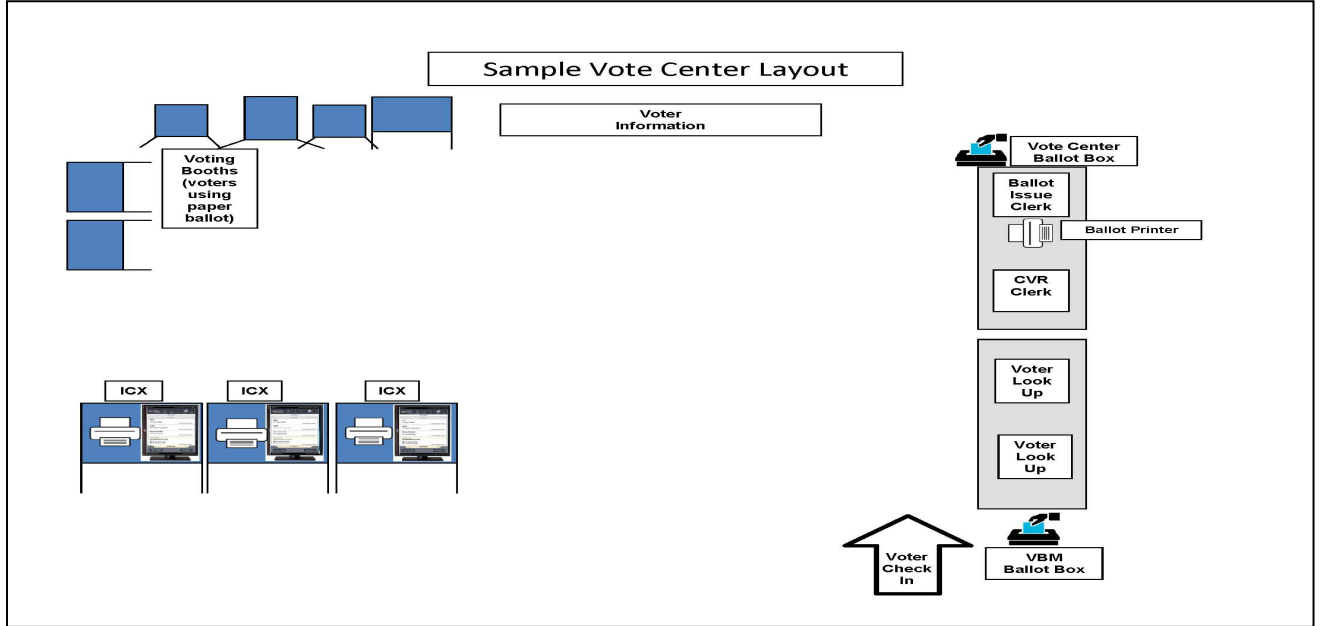 Sample Vote Center Layout
Voter
Information
Vote Center
Ballot Box
Voting
Booths
(voters
using
paper
ballot)
Ballot
Issue
Clerk
Ballot Printer
CVR
Clerk
Voter
Look
Up
ICX
ICX
ICX
Voter
Look
Up
Voter
Check
In
VBM
Ballot Box